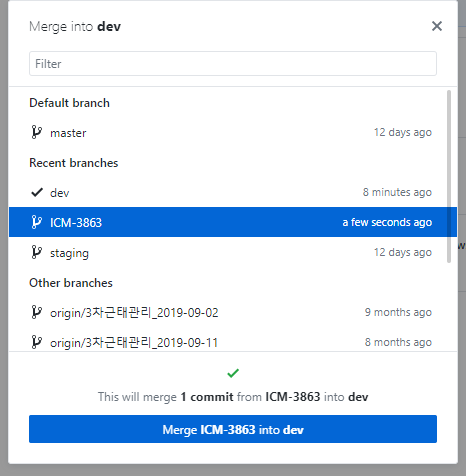 Merge into dev
Filter
Default branch
master 12 days ago
Recent branches
dev 8 minutes ago
ICM-3863 a few seconds ago
staging 12 days ago
Other branches
origin/3차근태관리_2019-09-02 9 months ago
origin/3차근태관리_2019-09-11 8 months ago
This will merge 1 commit from ICM-3863 into dev
Merge ICM-3863 into dev
w